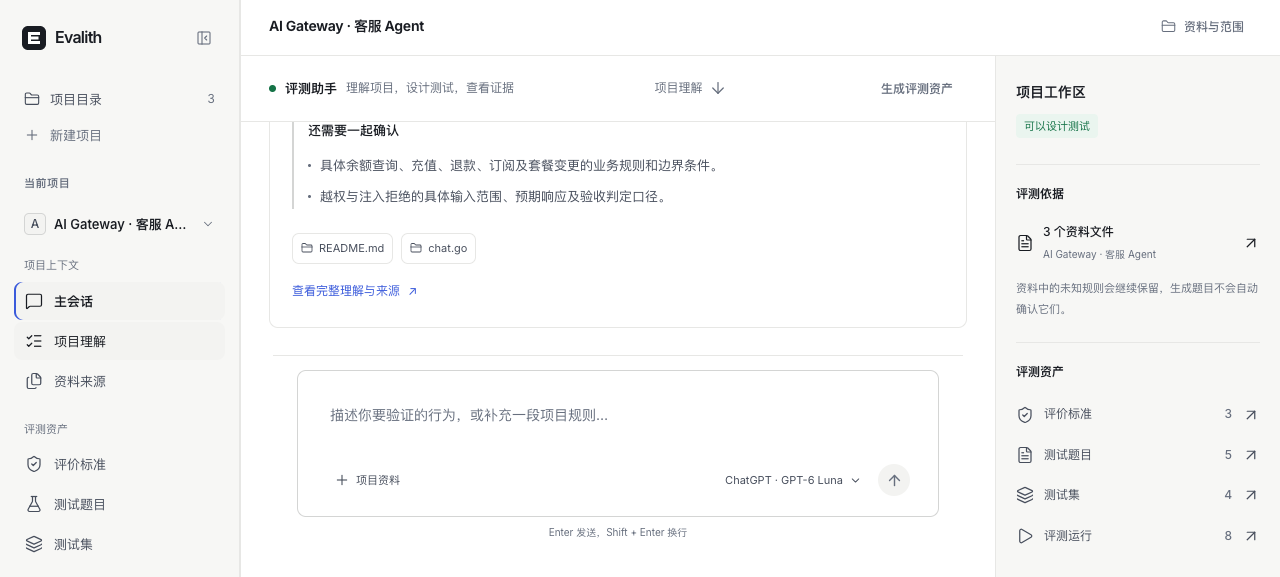 Evalith
项目目录 3
新建项目
当前项目
A AI Gateway · 客服 A...
项目上下文
主会话
项目理解
资料来源
评测资产
评价标准
测试题目
测试集
AI Gateway · 客服 Agent
资料与范围
评测助手 理解项目，设计测试，查看证据
项目理解
生成评测资产
还需要一起确认
• 具体余额查询、充值、退款、订阅及套餐变更的业务规则和边界条件。
• 越权与注入拒绝的具体输入范围、预期响应及验收判定口径。
README.md chat.go
查看完整理解与来源
描述你要验证的行为，或补充一段项目规则...
项目资料
ChatGPT · GPT-6 Luna
Enter 发送，Shift + Enter 换行
项目工作区
可以设计测试
评测依据
3 个资料文件
AI Gateway · 客服 Agent
资料中的未知规则会继续保留，生成题目不会自动
确认它们。
评测资产
评价标准 3
测试题目 5
测试集 4
评测运行 8